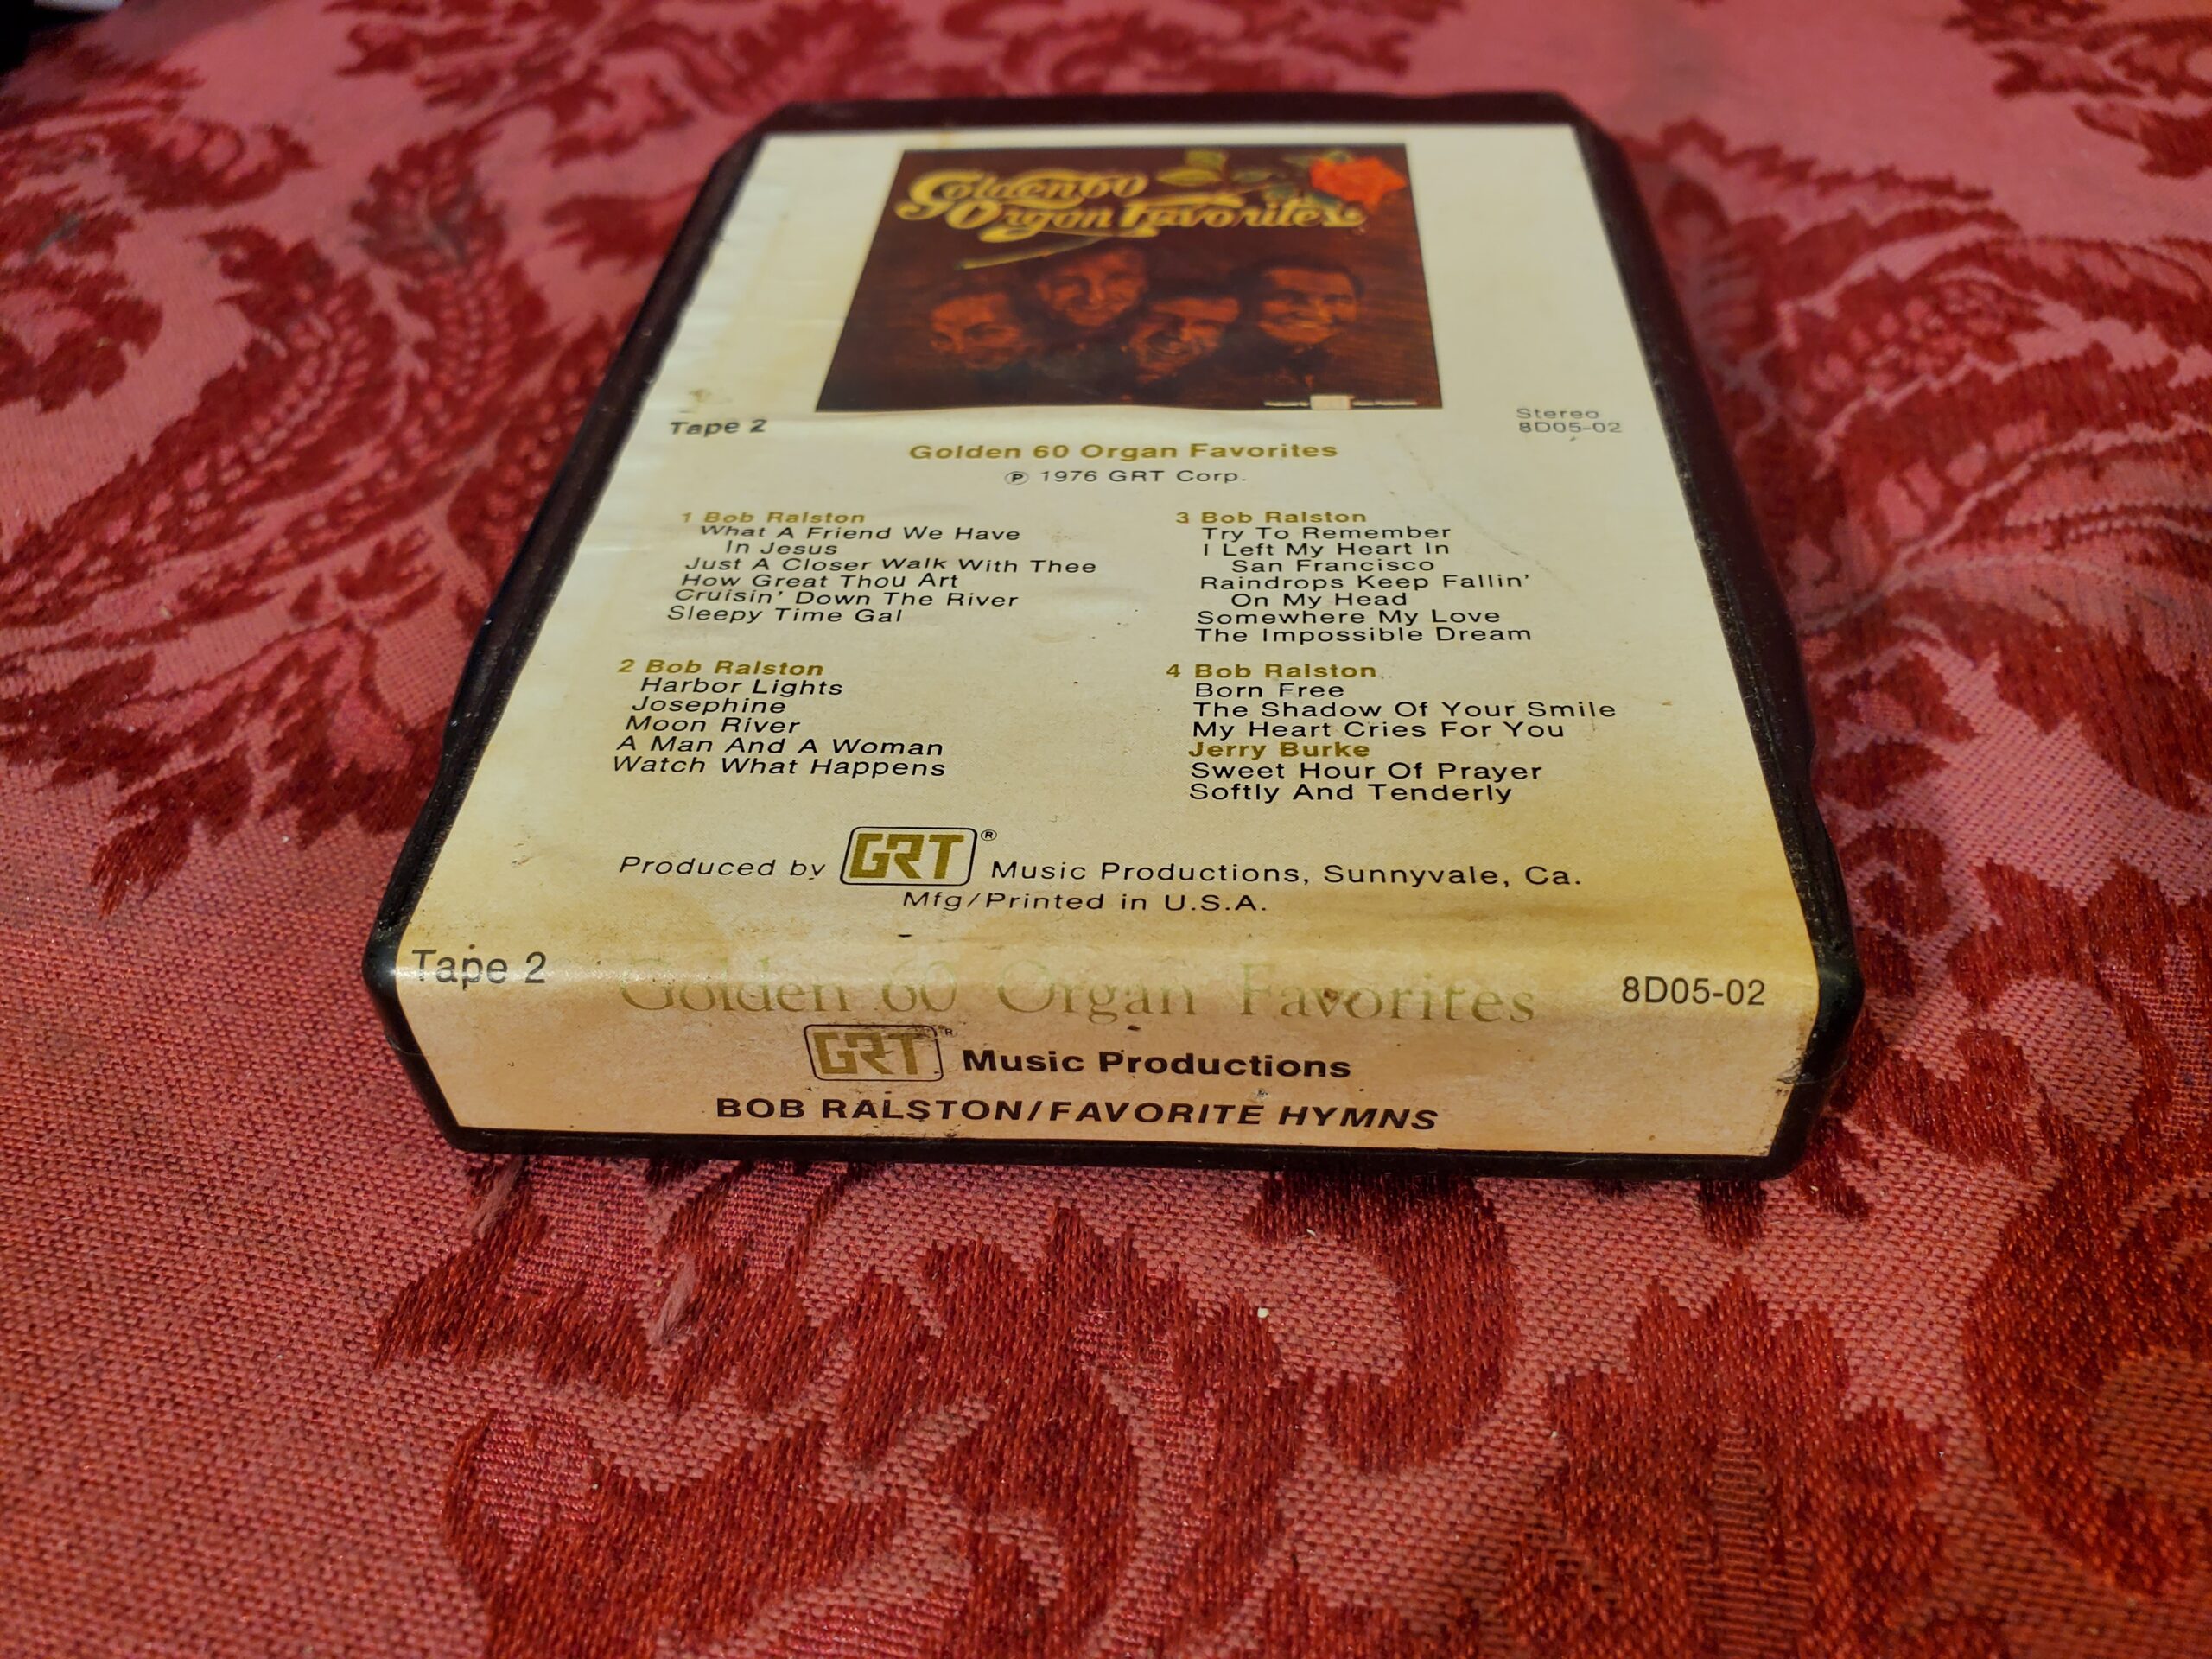 Golden 60
Organ Favorites
Tape 2
Stereo
8D05-02
Golden 60 Organ Favorites
℗ 1976 GRT Corp.
1 Bob Ralston
What A Friend We Have
In Jesus
Just A Closer Walk With Thee
How Great Thou Art
Cruisin' Down The River
Sleepy Time Gal
2 Bob Ralston
Harbor Lights
Josephine
Moon River
A Man And A Woman
Watch What Happens
3 Bob Ralston
Try To Remember
I Left My Heart In
San Francisco
Raindrops Keep Fallin'
On My Head
Somewhere My Love
The Impossible Dream
4 Bob Ralston
Born Free
The Shadow Of Your Smile
My Heart Cries For You
Jerry Burke
Sweet Hour Of Prayer
Softly And Tenderly
Produced by GRT® Music Productions, Sunnyvale, Ca.
Mfg/Printed in U.S.A.
Tape 2 Golden 60 Organ Favorites 8D05-02
GRT® Music Productions
BOB RALSTON/FAVORITE HYMNS